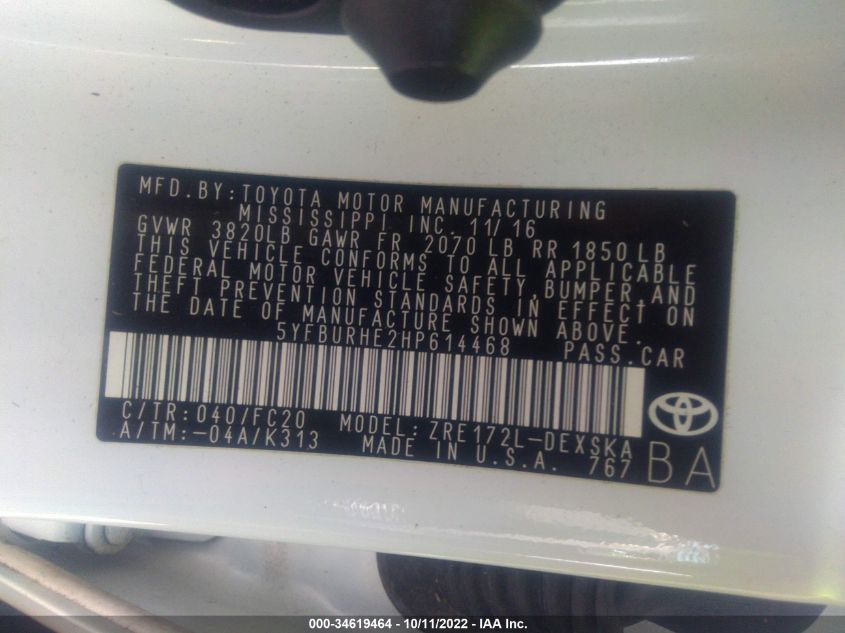 MFD.BY:TOYOTA MOTOR MANUFACTURING
MISSISSIPPI INC. 11/16
GVWR 3820LB GAWR FR 2070 LB RR 1850 LB
THIS VEHICLE CONFORMS TO ALL APPLICABLE
FEDERAL MOTOR VEHICLE SAFETY,BUMPER,AND
THEFT PREVENTION STANDARDS IN EFFECT ON
THE DATE OF MANUFACTURE SHOWN ABOVE.
5YFBURHE2HP614468 PASS.CAR
C/TR:040/FC20 MODEL:ZRE172L-DEXSKA
A/TM:-04A/K313 MADE IN U.S.A. 767
BA
000-34619464 - 10/11/2022 - IAA Inc.